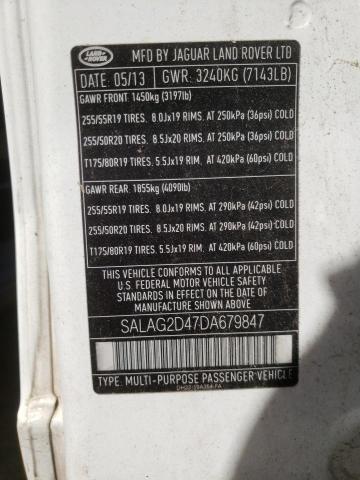 LAND ROVER
MFD BY JAGUAR LAND ROVER LTD
DATE: 05/13 GWR: 3240KG (7143LB)
GAWR FRONT 1450kg (3197lb)
255/55R19 TIRES. 8.0Jx19 RIMS. AT 250kPa (36psi) COLD
255/50R20 TIRES. 8.5Jx20 RIMS. AT 250kPa (36psi) COLD
T175/80R19 TIRES. 5.5Jx19 RIM. AT 420kPa (60psi) COLD
GAWR REAR. 1855kg (4090lb)
255/55R19 TIRES. 8.0Jx19 RIMS. AT 290kPa (42psi) COLD
255/50R20 TIRES. 8.5Jx20 RIMS. AT 290kPa (42psi) COLD
T175/80R19 TIRES. 5.5Jx19 RIM. AT 420kPa (60psi) COLD
THIS VEHICLE CONFORMS TO ALL APPLICABLE
U.S. FEDERAL MOTOR VEHICLE SAFETY AND
THEFT PREVENTION STANDARDS IN EFFECT ON
THE DATE OF MANUFACTURE SHOWN ABOVE.
SALAG2D47DA679847
TYPE: MULTI-PURPOSE PASSENGER VEHICLE